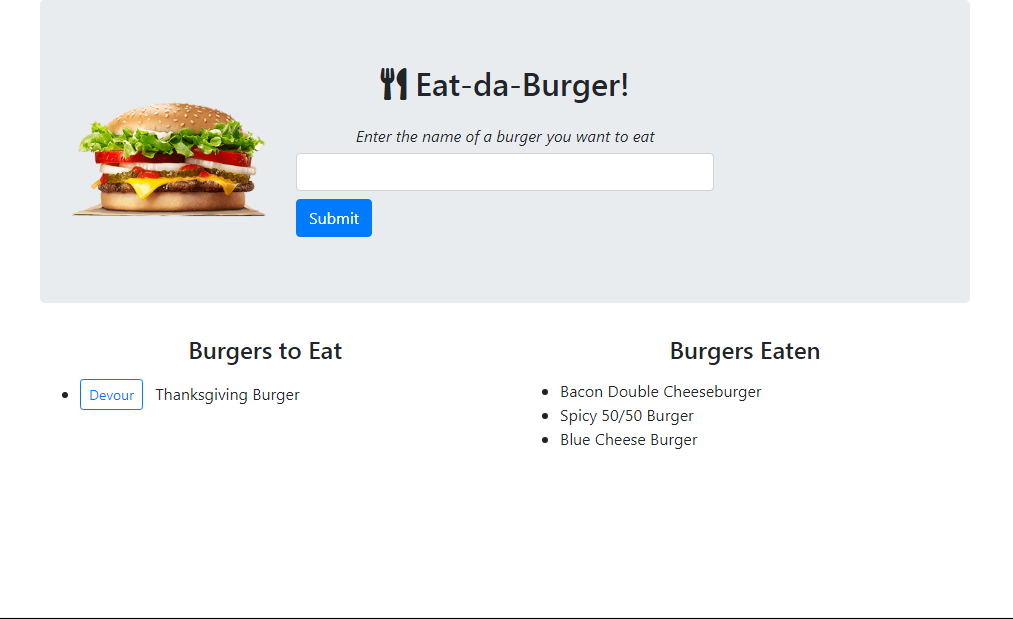 Eat-da-Burger!
Enter the name of a burger you want to eat
Submit
Burgers to Eat
Devour Thanksgiving Burger
Burgers Eaten
Bacon Double Cheeseburger
Spicy 50/50 Burger
Blue Cheese Burger